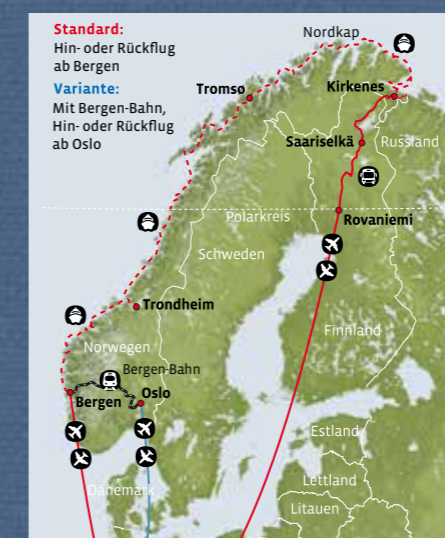 Standard:
Hin- oder Rückflug
ab Bergen
Variante:
Mit Bergen-Bahn,
Hin- oder Rückflug
ab Oslo
Nordkap
Tromsø
Kirkenes
Saariselkä
Russland
Polarkreis
Rovaniemi
Schweden
Trondheim
Finnland
Norwegen
Bergen-Bahn
Bergen
Oslo
Estland
Lettland
Dänemark
Litauen